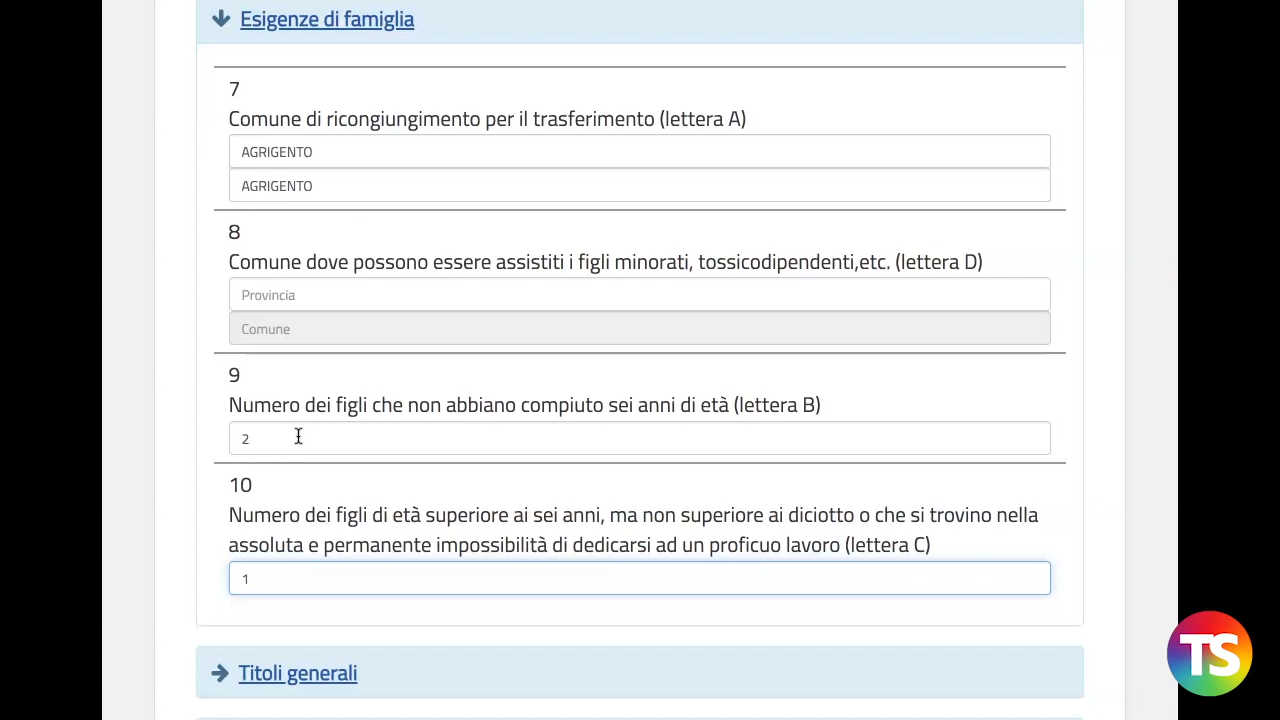 Esigenze di famiglia
7
Comune di ricongiungimento per il trasferimento (lettera A)
AGRIGENTO
AGRIGENTO
8
Comune dove possono essere assistiti i figli minorati, tossicodipendenti,etc. (lettera D)
Provincia
Comune
9
Numero dei figli che non abbiano compiuto sei anni di età (lettera B)
2
10
Numero dei figli di età superiore ai sei anni, ma non superiore ai diciotto o che si trovino nella
assoluta e permanente impossibilità di dedicarsi ad un proficuo lavoro (lettera C)
1
Titoli generali
TS